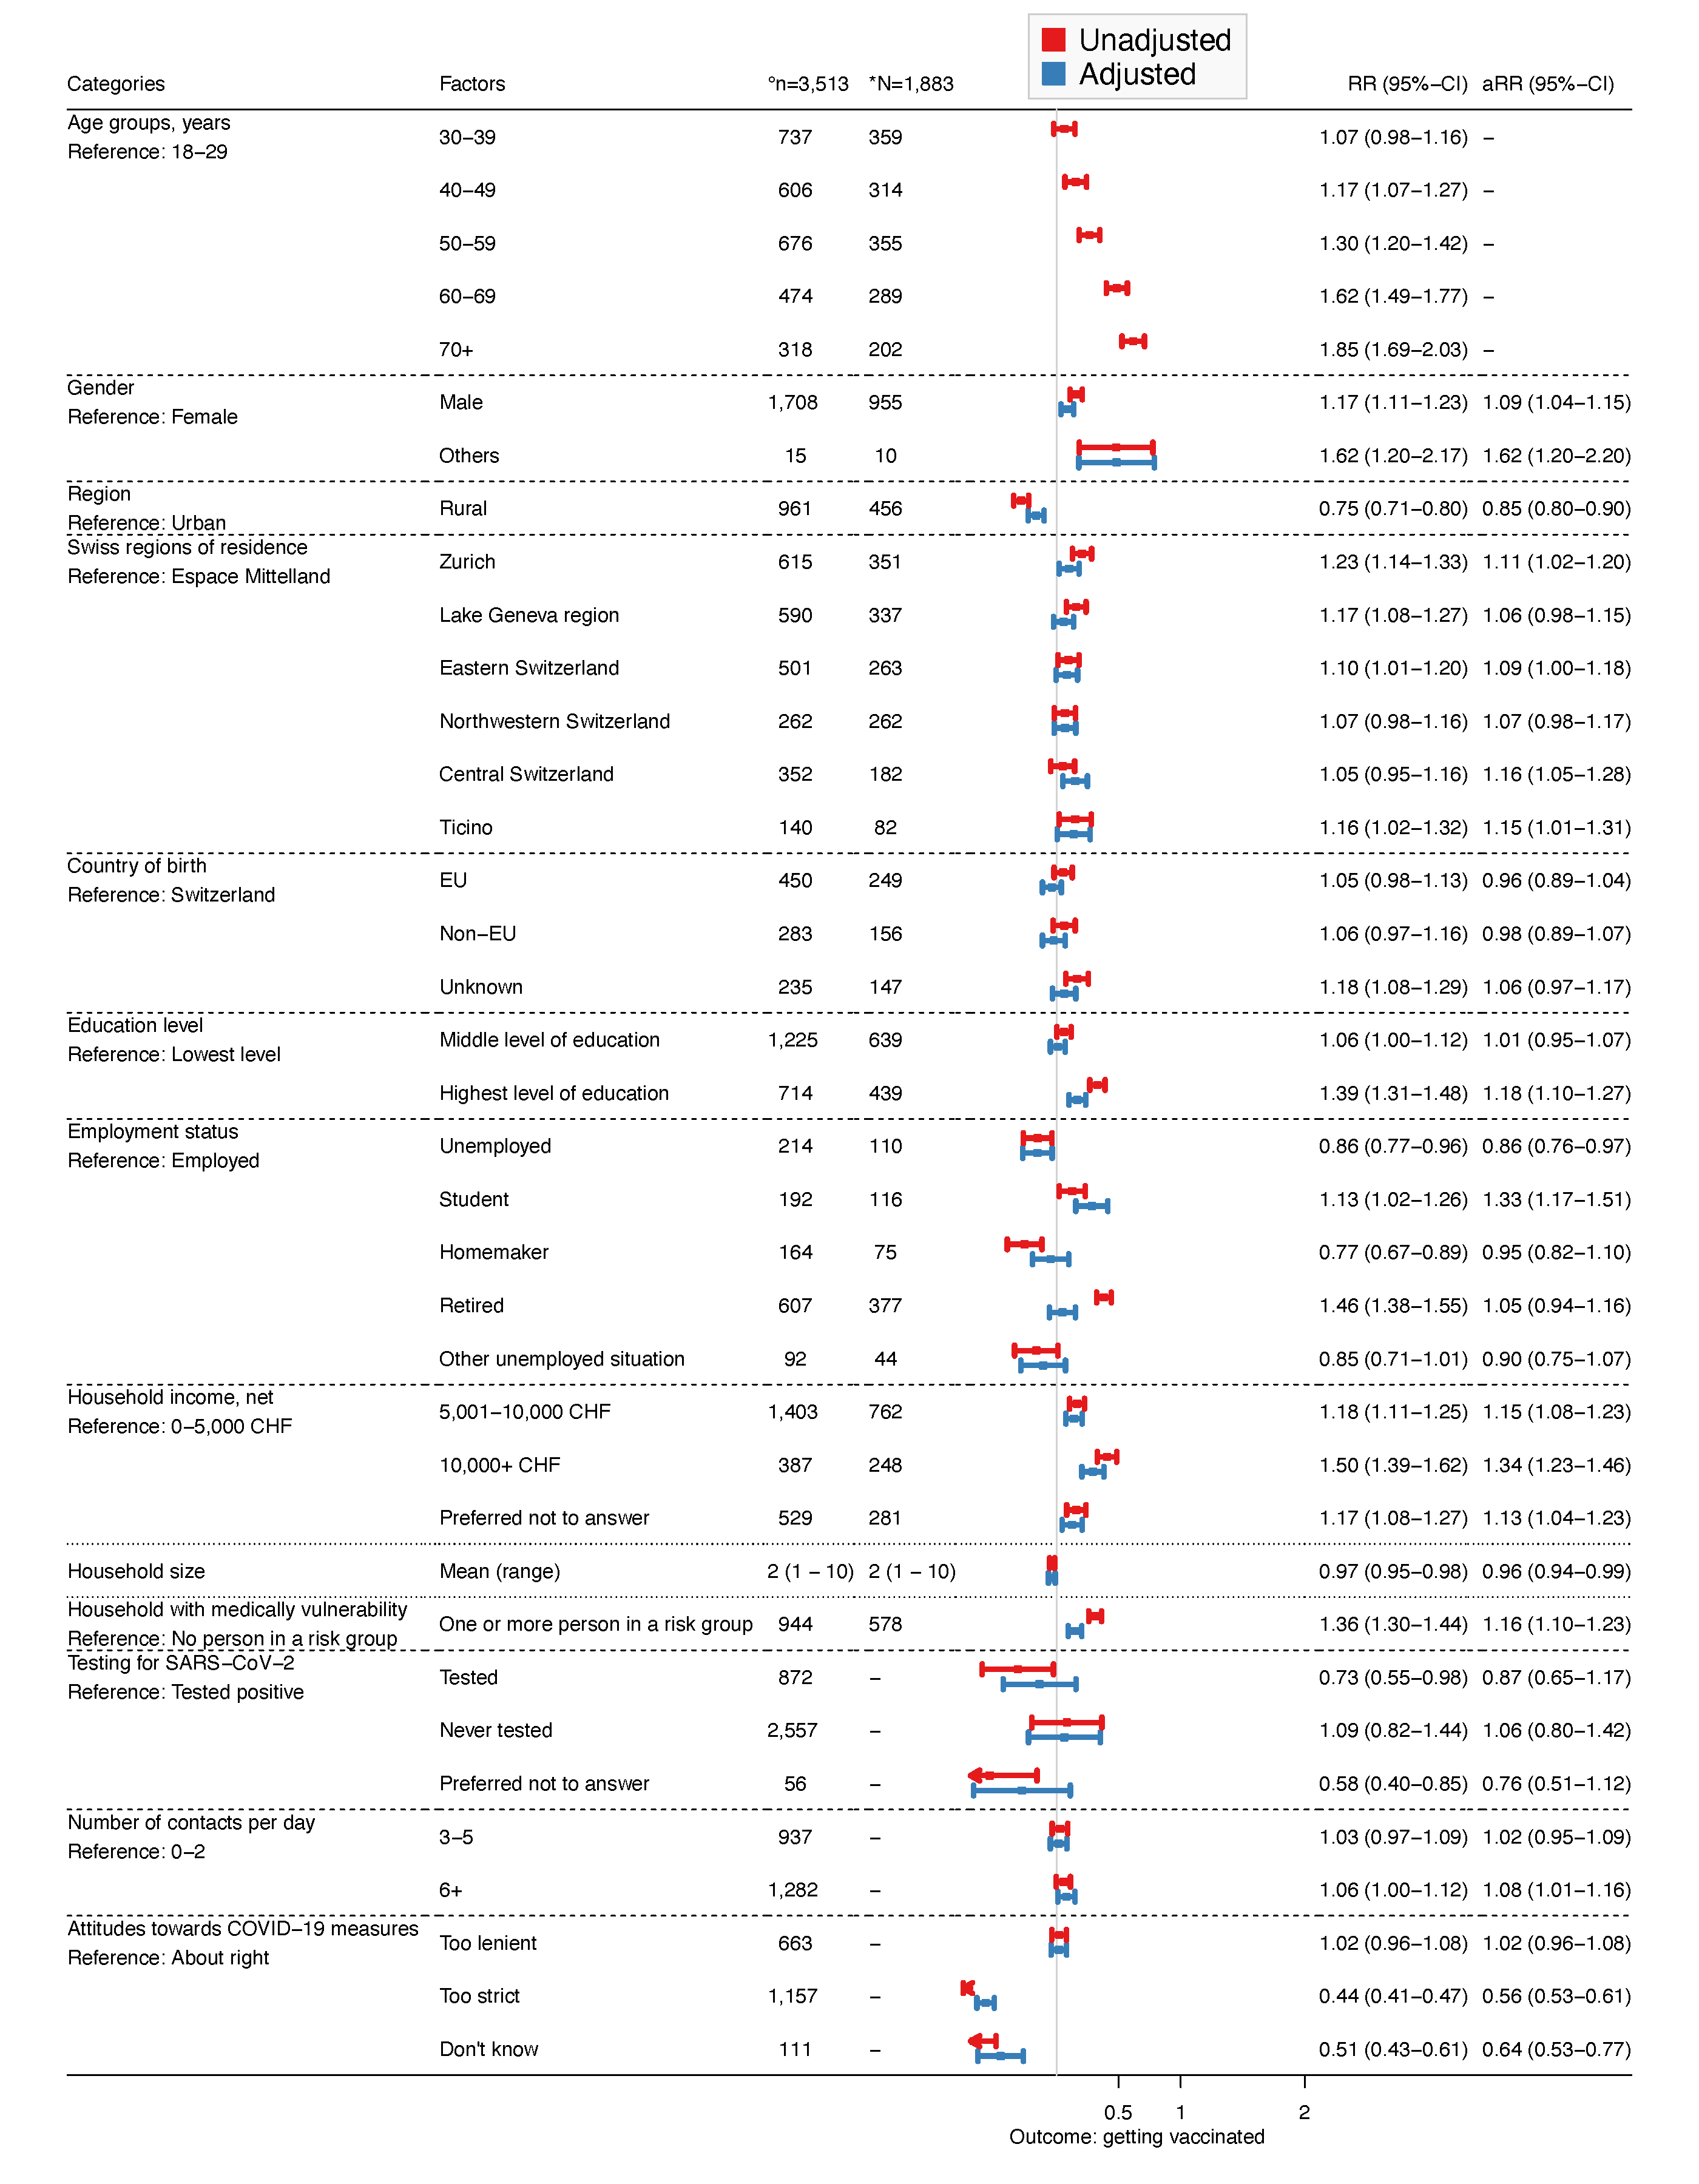 Unadjusted
Adjusted
Categories Factors °n=3,513 *N=1,883 RR (95%–CI) aRR (95%–CI)
Age groups, years
Reference: 18–29
30–39 737 359 1.07 (0.98–1.16) –
40–49 606 314 1.17 (1.07–1.27) –
50–59 676 355 1.30 (1.20–1.42) –
60–69 474 289 1.62 (1.49–1.77) –
70+ 318 202 1.85 (1.69–2.03) –
Gender
Reference: Female
Male 1,708 955 1.17 (1.11–1.23) 1.09 (1.04–1.15)
Others 15 10 1.62 (1.20–2.17) 1.62 (1.20–2.20)
Region
Reference: Urban
Rural 961 456 0.75 (0.71–0.80) 0.85 (0.80–0.90)
Swiss regions of residence
Reference: Espace Mittelland
Zurich 615 351 1.23 (1.14–1.33) 1.11 (1.02–1.20)
Lake Geneva region 590 337 1.17 (1.08–1.27) 1.06 (0.98–1.15)
Eastern Switzerland 501 263 1.10 (1.01–1.20) 1.09 (1.00–1.18)
Northwestern Switzerland 262 262 1.07 (0.98–1.16) 1.07 (0.98–1.17)
Central Switzerland 352 182 1.05 (0.95–1.16) 1.16 (1.05–1.28)
Ticino 140 82 1.16 (1.02–1.32) 1.15 (1.01–1.31)
Country of birth
Reference: Switzerland
EU 450 249 1.05 (0.98–1.13) 0.96 (0.89–1.04)
Non–EU 283 156 1.06 (0.97–1.16) 0.98 (0.89–1.07)
Unknown 235 147 1.18 (1.08–1.29) 1.06 (0.97–1.17)
Education level
Reference: Lowest level
Middle level of education 1,225 639 1.06 (1.00–1.12) 1.01 (0.95–1.07)
Highest level of education 714 439 1.39 (1.31–1.48) 1.18 (1.10–1.27)
Employment status
Reference: Employed
Unemployed 214 110 0.86 (0.77–0.96) 0.86 (0.76–0.97)
Student 192 116 1.13 (1.02–1.26) 1.33 (1.17–1.51)
Homemaker 164 75 0.77 (0.67–0.89) 0.95 (0.82–1.10)
Retired 607 377 1.46 (1.38–1.55) 1.05 (0.94–1.16)
Other unemployed situation 92 44 0.85 (0.71–1.01) 0.90 (0.75–1.07)
Household income, net
Reference: 0–5,000 CHF
5,001–10,000 CHF 1,403 762 1.18 (1.11–1.25) 1.15 (1.08–1.23)
10,000+ CHF 387 248 1.50 (1.39–1.62) 1.34 (1.23–1.46)
Preferred not to answer 529 281 1.17 (1.08–1.27) 1.13 (1.04–1.23)
Household size Mean (range) 2 (1 – 10) 2 (1 – 10) 0.97 (0.95–0.98) 0.96 (0.94–0.99)
Household with medically vulnerability
Reference: No person in a risk group
One or more person in a risk group 944 578 1.36 (1.30–1.44) 1.16 (1.10–1.23)
Testing for SARS–CoV–2
Reference: Tested positive
Tested 872 – 0.73 (0.55–0.98) 0.87 (0.65–1.17)
Never tested 2,557 – 1.09 (0.82–1.44) 1.06 (0.80–1.42)
Preferred not to answer 56 – 0.58 (0.40–0.85) 0.76 (0.51–1.12)
Number of contacts per day
Reference: 0–2
3–5 937 – 1.03 (0.97–1.09) 1.02 (0.95–1.09)
6+ 1,282 – 1.06 (1.00–1.12) 1.08 (1.01–1.16)
Attitudes towards COVID–19 measures
Reference: About right
Too lenient 663 – 1.02 (0.96–1.08) 1.02 (0.96–1.08)
Too strict 1,157 – 0.44 (0.41–0.47) 0.56 (0.53–0.61)
Don't know 111 – 0.51 (0.43–0.61) 0.64 (0.53–0.77)
0.5 1 2
Outcome: getting vaccinated